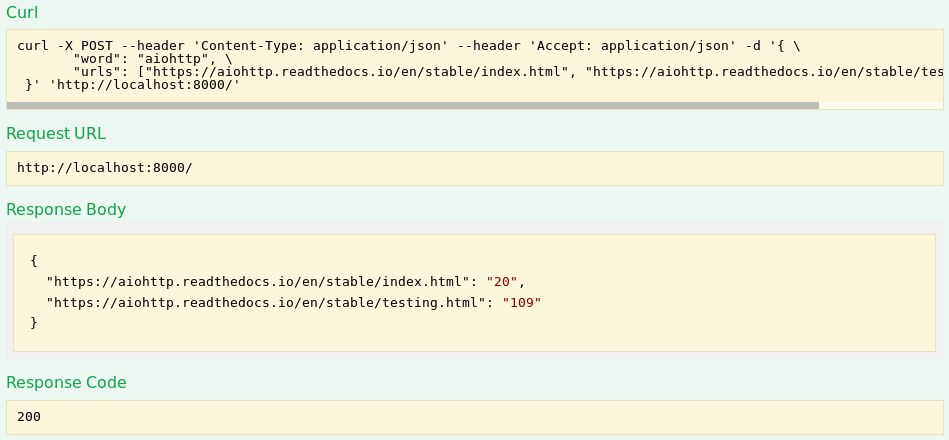 Curl
curl -X POST --header 'Content-Type: application/json' --header 'Accept: application/json' -d '{ \
"word": "aiohttp", \
"urls": ["https://aiohttp.readthedocs.io/en/stable/index.html", "https://aiohttp.readthedocs.io/en/stable/tes
}' 'http://localhost:8000/'
Request URL
http://localhost:8000/
Response Body
{
"https://aiohttp.readthedocs.io/en/stable/index.html": "20",
"https://aiohttp.readthedocs.io/en/stable/testing.html": "109"
}
Response Code
200